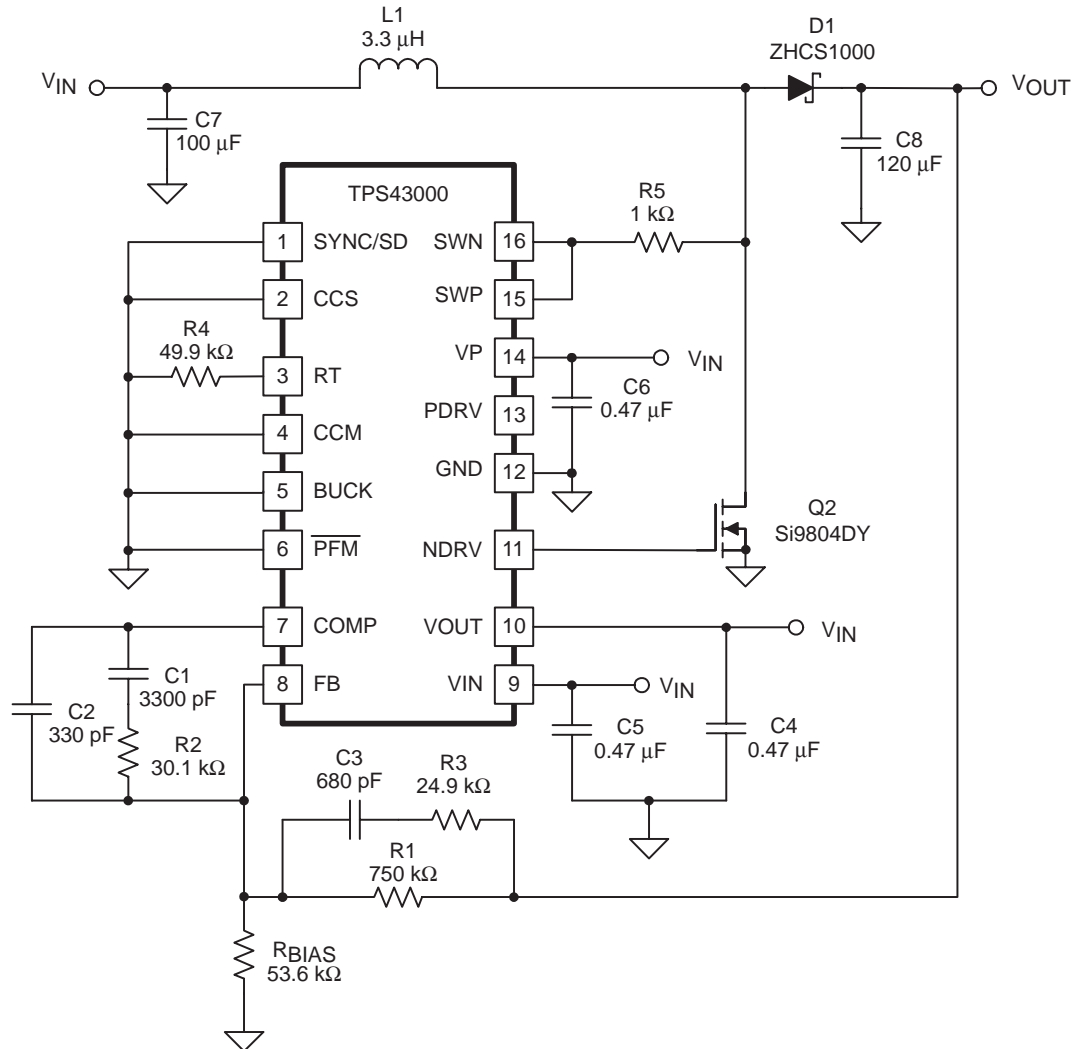 L1
3.3 μH
D1
ZHCS1000
VIN
VOUT
C7
100 μF
C8
120 μF
TPS43000
R5
1 kΩ
1 SYNC/SD
SWN 16
2 CCS
SWP 15
R4
49.9 kΩ
3 RT
VP 14
VIN
C6
0.47 μF
PDRV 13
4 CCM
GND 12
5 BUCK
Q2
Si9804DY
6 PFM
NDRV 11
7 COMP
VOUT 10
VIN
8 FB
VIN 9
VIN
C1
3300 pF
C2
330 pF
R2
30.1 kΩ
C5
0.47 μF
C4
0.47 μF
C3
680 pF
R3
24.9 kΩ
R1
750 kΩ
RBIAS
53.6 kΩ